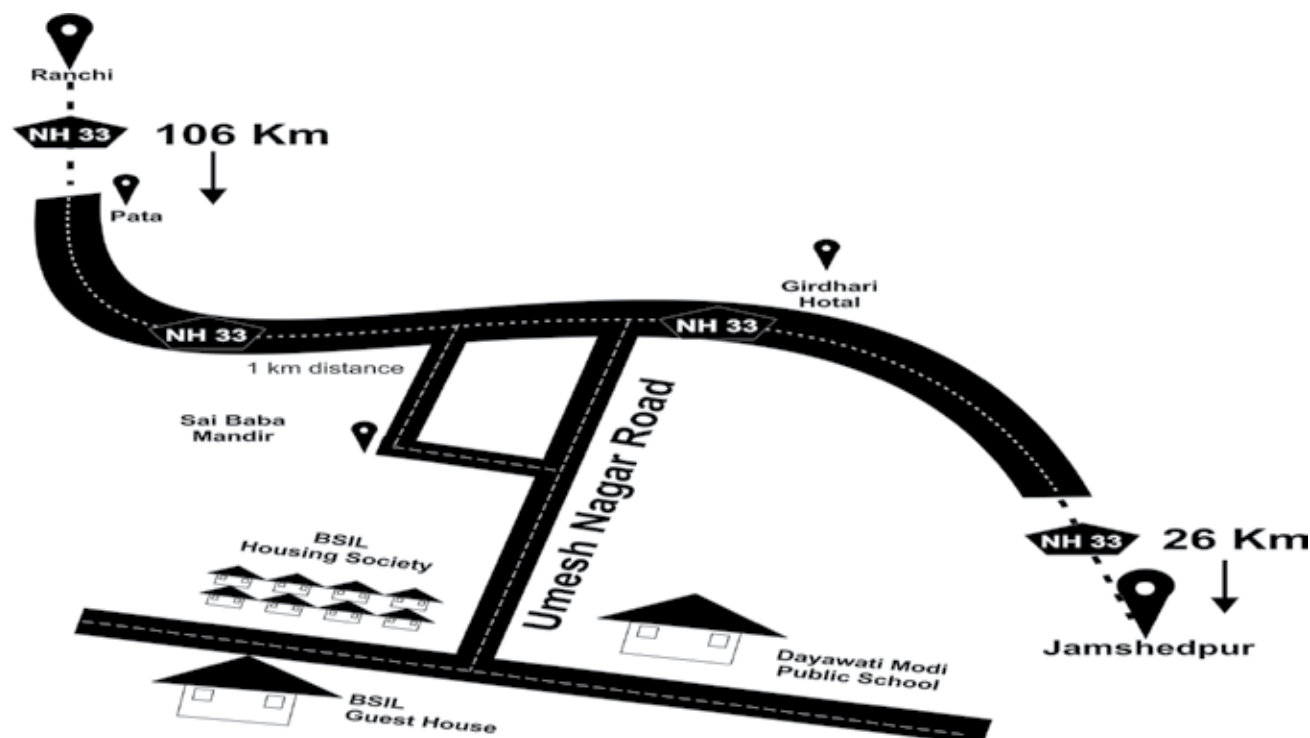 Ranchi
NH 33
106 Km
Pata
Girdhari
Hotal
NH 33
NH 33
1 km distance
Sai Baba
Mandir
Umesh Nagar Road
BSIL
Housing Society
NH 33
26 Km
Jamshedpur
Dayawati Modi
Public School
BSIL
Guest House